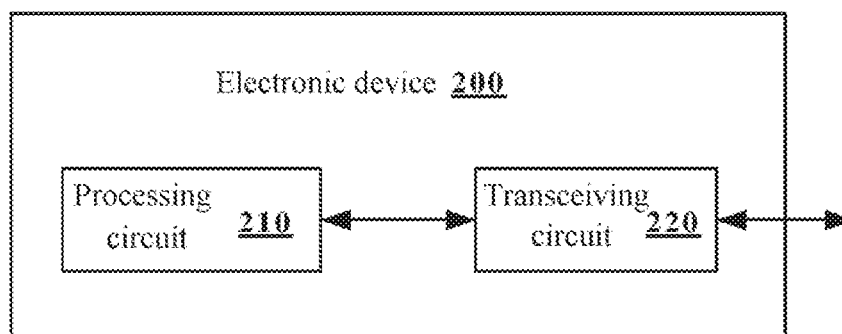 Electronic device 200
Processing
circuit 210
Transceiving
circuit 220